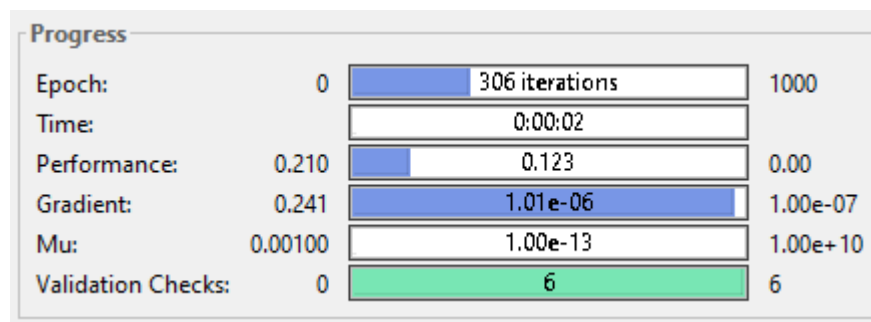 Progress
Epoch: 0 306 iterations 1000
Time: 0:00:02
Performance: 0.210 0.123 0.00
Gradient: 0.241 1.01e-06 1.00e-07
Mu: 0.00100 1.00e-13 1.00e+10
Validation Checks: 0 6 6